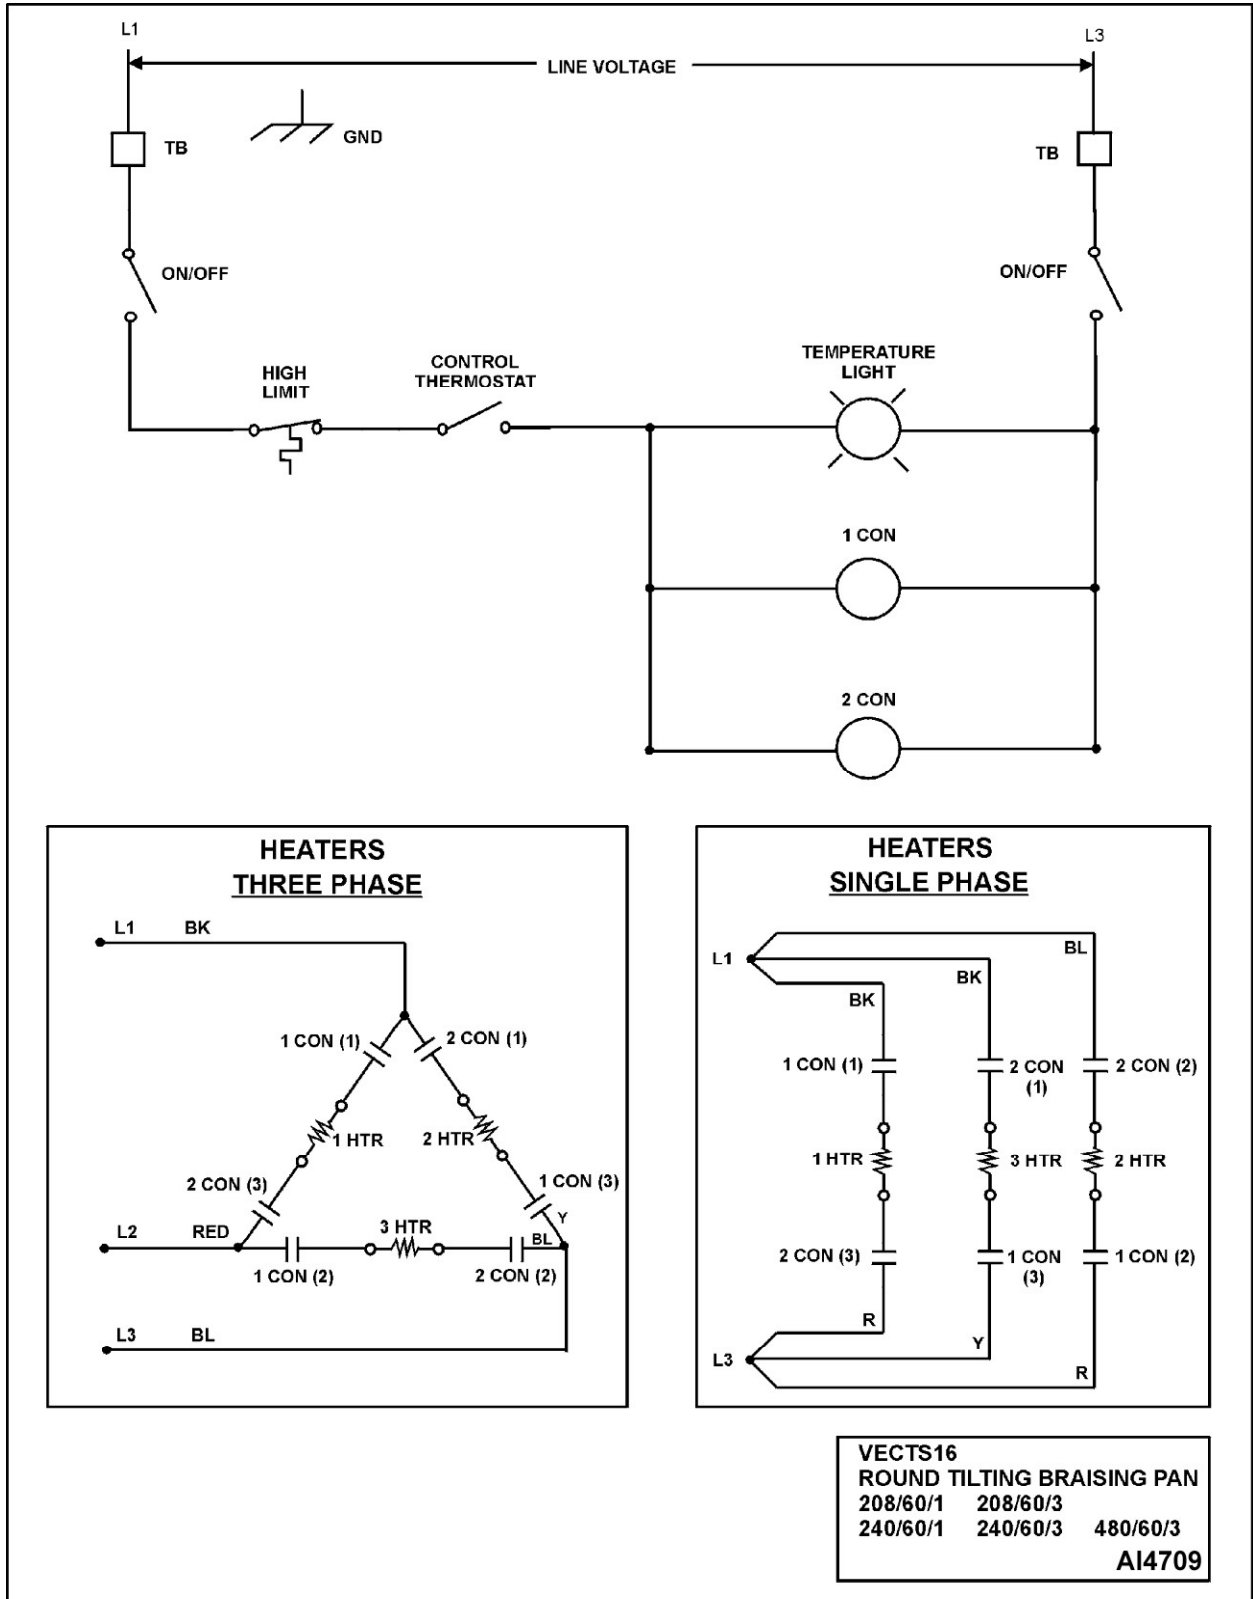 L1
L3
LINE VOLTAGE
GND
TB
TB
ON/OFF
ON/OFF
HIGH
LIMIT
CONTROL
THERMOSTAT
TEMPERATURE
LIGHT
1 CON
2 CON
HEATERS
THREE PHASE
L1 BK
1 CON (1)
2 CON (1)
1 HTR
2 HTR
2 CON (3)
1 CON (3)
Y
L2 RED
3 HTR
BL
1 CON (2)
2 CON (2)
L3 BL
HEATERS
SINGLE PHASE
L1
BL
BK
BK
1 CON (1)
2 CON
(1)
2 CON (2)
1 HTR
3 HTR
2 HTR
2 CON (3)
1 CON
(3)
1 CON (2)
R
Y
L3
R
VECTS16
ROUND TILTING BRAISING PAN
208/60/1 208/60/3
240/60/1 240/60/3 480/60/3
AI4709